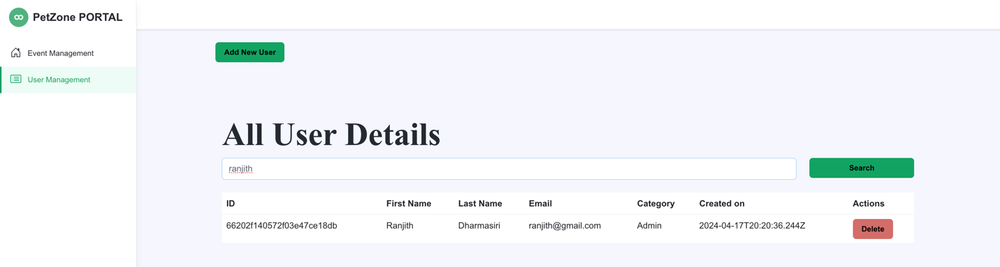 PetZone PORTAL
Event Management
User Management
Add New User
All User Details
ranjith
Search
ID First Name Last Name Email Category Created on Actions
66202f140572f03e47ce18db Ranjith Dharmasiri ranjith@gmail.com Admin 2024-04-17T20:20:36.244Z Delete